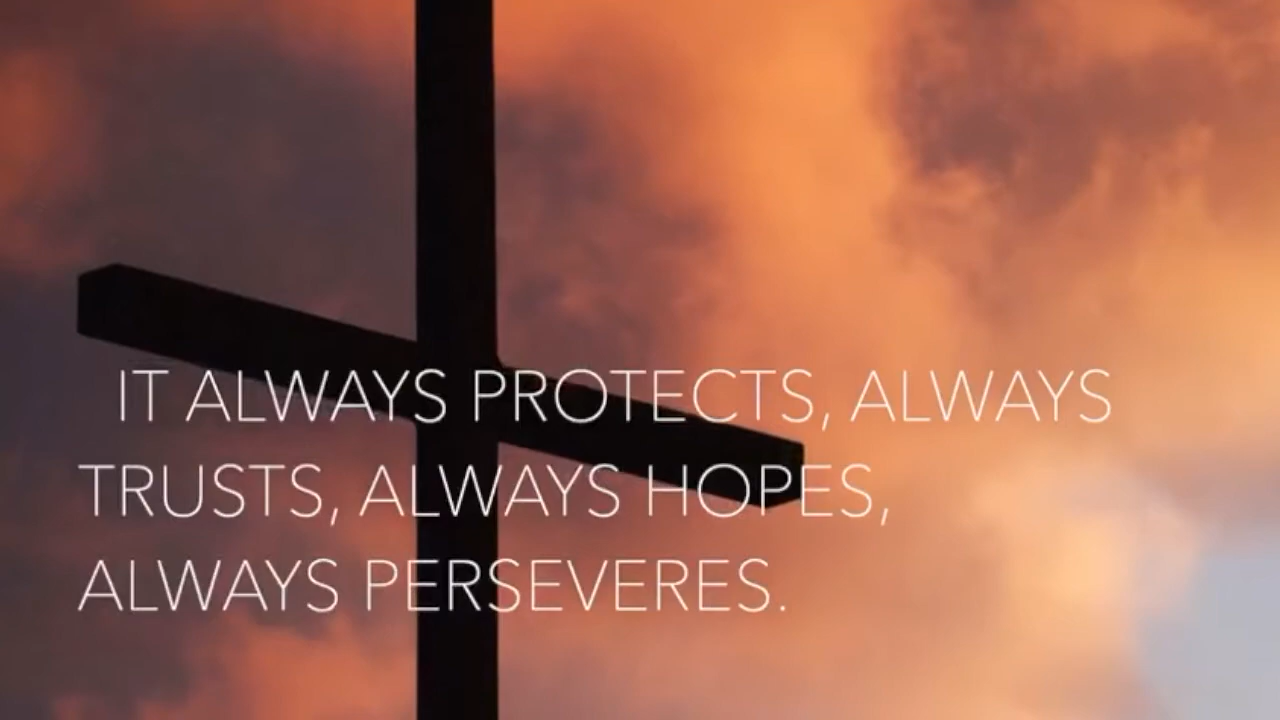 IT ALWAYS PROTECTS, ALWAYS
TRUSTS, ALWAYS HOPES,
ALWAYS PERSEVERES.